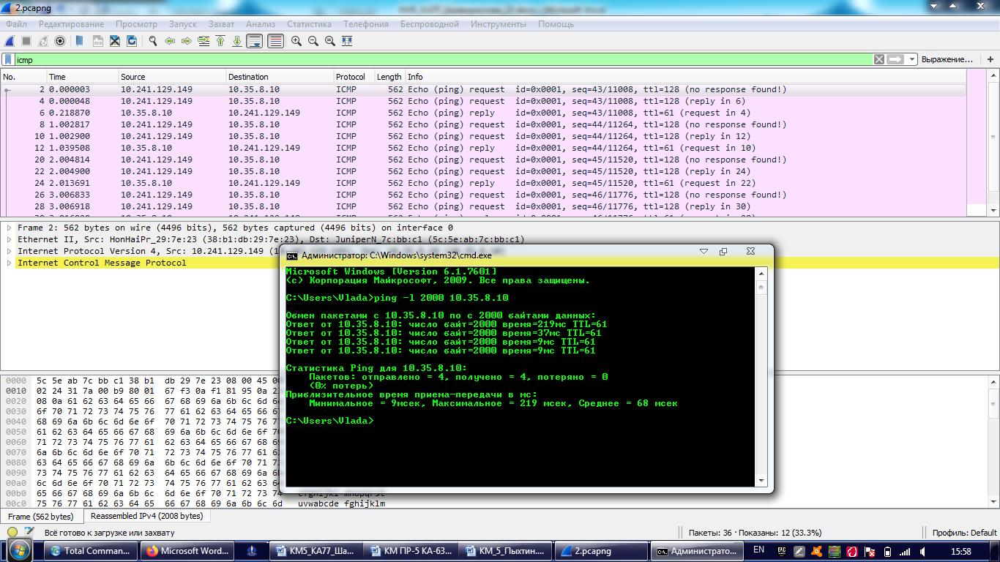 2.pcapng
Файл Редактирование Просмотр Запуск Захват Анализ Статистика Телефония Беспроводной Инструменты Помощь
icmp Выражение… +
No. Time Source Destination Protocol Length Info
2 0.000003 10.241.129.149 10.35.8.10 ICMP 562 Echo (ping) request id=0x0001, seq=43/11008, ttl=128 (no response found!)
4 0.000048 10.241.129.149 10.35.8.10 ICMP 562 Echo (ping) request id=0x0001, seq=43/11008, ttl=128 (reply in 6)
6 0.218870 10.35.8.10 10.241.129.149 ICMP 562 Echo (ping) reply id=0x0001, seq=43/11008, ttl=61 (request in 4)
8 1.002817 10.241.129.149 10.35.8.10 ICMP 562 Echo (ping) request id=0x0001, seq=44/11264, ttl=128 (no response found!)
10 1.002900 10.241.129.149 10.35.8.10 ICMP 562 Echo (ping) request id=0x0001, seq=44/11264, ttl=128 (reply in 12)
12 1.039508 10.35.8.10 10.241.129.149 ICMP 562 Echo (ping) reply id=0x0001, seq=44/11264, ttl=61 (request in 10)
20 2.004814 10.241.129.149 10.35.8.10 ICMP 562 Echo (ping) request id=0x0001, seq=45/11520, ttl=128 (no response found!)
22 2.004900 10.241.129.149 10.35.8.10 ICMP 562 Echo (ping) request id=0x0001, seq=45/11520, ttl=128 (reply in 24)
24 2.013691 10.35.8.10 10.241.129.149 ICMP 562 Echo (ping) reply id=0x0001, seq=45/11520, ttl=61 (request in 22)
26 3.006833 10.241.129.149 10.35.8.10 ICMP 562 Echo (ping) request id=0x0001, seq=46/11776, ttl=128 (no response found!)
28 3.006918 10.241.129.149 10.35.8.10 ICMP 562 Echo (ping) request id=0x0001, seq=46/11776, ttl=128 (reply in 30)
Frame 2: 562 bytes on wire (4496 bits), 562 bytes captured (4496 bits) on interface 0
Ethernet II, Src: HonHaiPr_29:7e:23 (38:b1:db:29:7e:23), Dst: JuniperN_7c:bb:c1 (5c:5e:ab:7c:bb:c1)
Internet Protocol Version 4, Src: 10.241.129.149
Internet Control Message Protocol
Администратор: C:\Windows\system32\cmd.exe
Microsoft Windows [Version 6.1.7601]
(c) Корпорация Майкрософт, 2009. Все права защищены.
C:\Users\Vlada>ping -l 2000 10.35.8.10
Обмен пакетами с 10.35.8.10 по с 2000 байтами данных:
Ответ от 10.35.8.10: число байт=2000 время=219мс TTL=61
Ответ от 10.35.8.10: число байт=2000 время=37мс TTL=61
Ответ от 10.35.8.10: число байт=2000 время=9мс TTL=61
Ответ от 10.35.8.10: число байт=2000 время=9мс TTL=61
Статистика Ping для 10.35.8.10:
Пакетов: отправлено = 4, получено = 4, потеряно = 0
(0% потерь)
Приблизительное время приема-передачи в мс:
Минимальное = 9мсек, Максимальное = 219 мсек, Среднее = 68 мсек
C:\Users\Vlada>
0000 5c 5e ab 7c bb c1 38 b1 db 29 7e 23 08 00 45 00
0010 02 24 31 7a 00 b9 80 01 67 f3 0a f1 81 95 0a
0020 08 0a 61 62 63 64 65 66 67 68 69 6a 6b 6c 6d
0030 6f 70 71 72 73 74 75 76 77 61 62 63 64 65 66
0040 68 69 6a 6b 6c 6d 6e 6f 70 71 72 73 74 75 76
0050 61 62 63 64 65 66 67 68 69 6a 6b 6c 6d 6e 6f
0060 71 72 73 74 75 76 77 61 62 63 64 65 66 67 68
0070 6a 6b 6c 6d 6e 6f 70 71 72 73 74 75 76 77 61
0080 63 64 65 66 67 68 69 6a 6b 6c 6d 6e 6f 70 71
0090 73 74 75 76 77 61 62 63 64 65 66 67 68 69 6a
00a0 6c 6d 6e 6f 70 71 72 73 74 75 76 77 61 62 63
00b0 65 66 67 68 69 6a 6b 6c 6d 6e 6f 70 71 72 73 74
00c0 75 76 77 61 62 63 64 65 66 67 68 69 6a 6b 6c 6d uvwabcde fghijklm
Frame (562 bytes) Reassembled IPv4 (2008 bytes)
Всё готово к загрузке или захвату Пакеты: 36 · Показаны: 12 (33.3%) Профиль: Default
Total Comman... Microsoft Word... KM5_KA77_Ша... КМ ПР-5 КА-63... KM_5_Пыхтин... 2.pcapng Администрато... EN 15:58